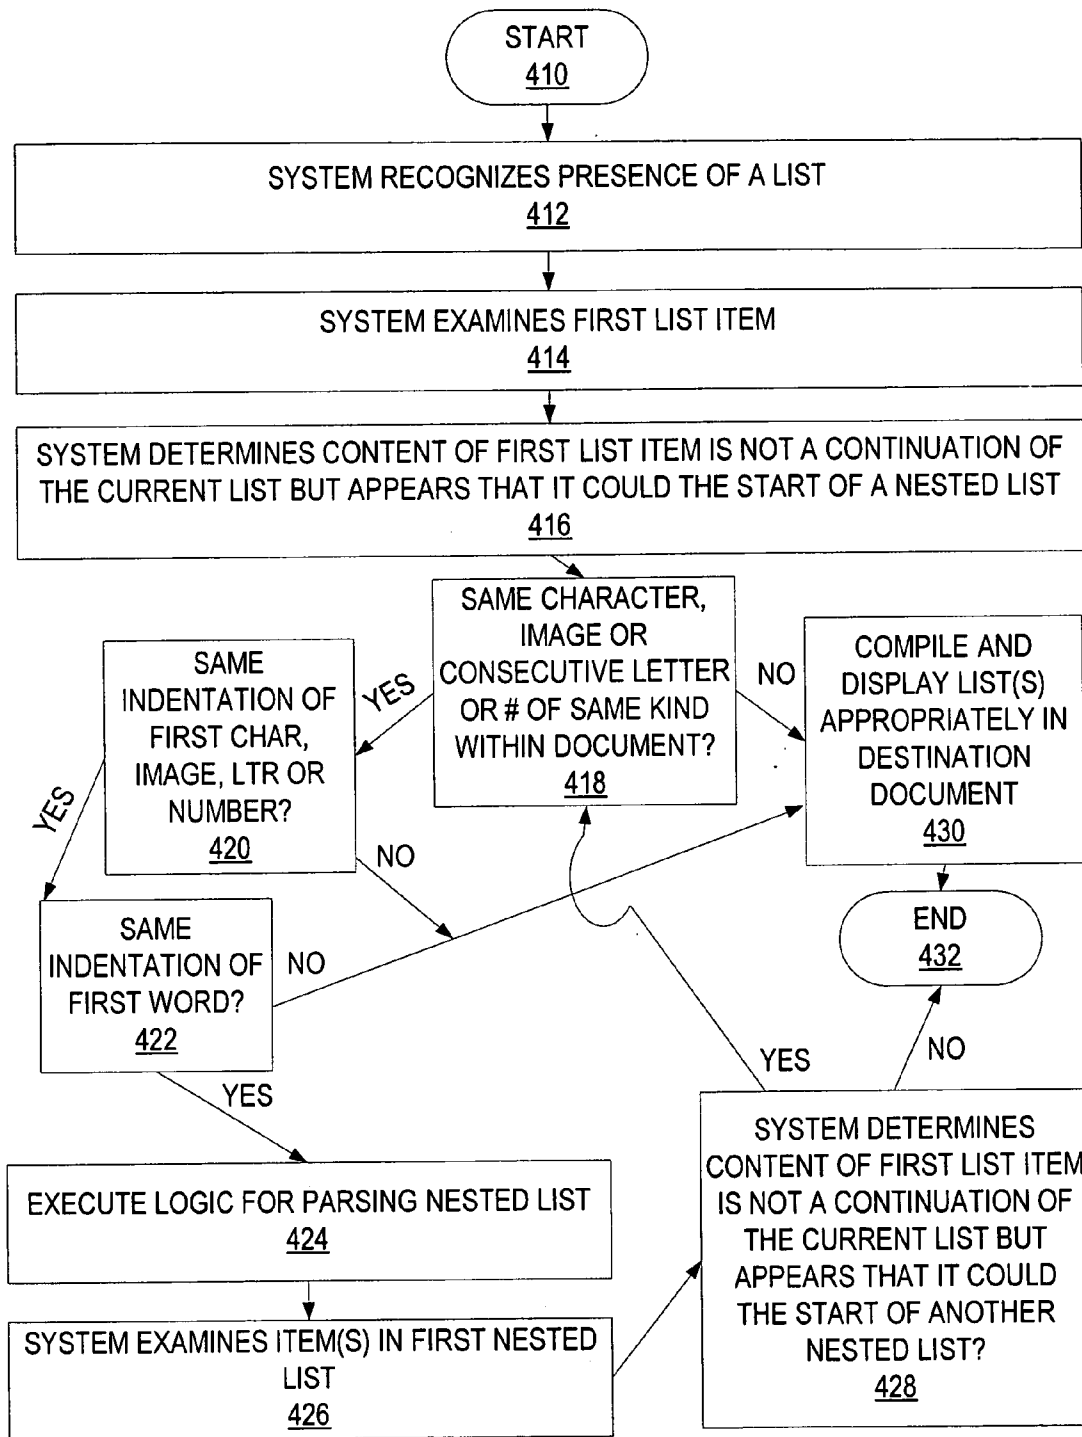 START
410
SYSTEM RECOGNIZES PRESENCE OF A LIST
412
SYSTEM EXAMINES FIRST LIST ITEM
414
SYSTEM DETERMINES CONTENT OF FIRST LIST ITEM IS NOT A CONTINUATION OF
THE CURRENT LIST BUT APPEARS THAT IT COULD THE START OF A NESTED LIST
416
SAME CHARACTER,
IMAGE OR
CONSECUTIVE LETTER
OR # OF SAME KIND
WITHIN DOCUMENT?
418
YES
NO
SAME
INDENTATION OF
FIRST CHAR,
IMAGE, LTR OR
NUMBER?
420
YES
NO
COMPILE AND
DISPLAY LIST(S)
APPROPRIATELY IN
DESTINATION
DOCUMENT
430
END
432
SAME
INDENTATION OF
FIRST WORD?
422
NO
YES
EXECUTE LOGIC FOR PARSING NESTED LIST
424
SYSTEM EXAMINES ITEM(S) IN FIRST NESTED
LIST
426
YES
NO
SYSTEM DETERMINES
CONTENT OF FIRST LIST ITEM
IS NOT A CONTINUATION OF
THE CURRENT LIST BUT
APPEARS THAT IT COULD
THE START OF ANOTHER
NESTED LIST?
428